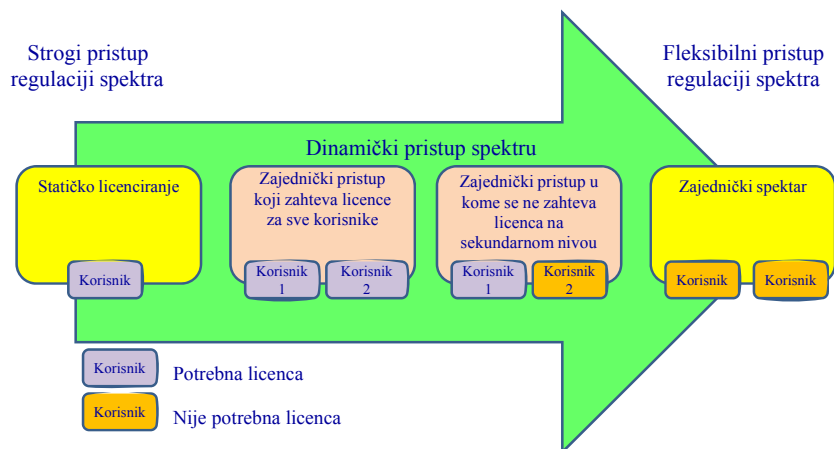 Strogi pristup
regulaciji spektra
Fleksibilni pristup
regulaciji spektra
Dinamički pristup spektru
Statičko licenciranje
Korisnik
Zajednički pristup
koji zahteva licence
za sve korisnike
Korisnik
1
Korisnik
2
Zajednički pristup u
kome se ne zahteva
licenca na
sekundarnom nivou
Korisnik
1
Korisnik
2
Zajednički spektar
Korisnik
Korisnik
Korisnik
Potrebna licenca
Korisnik
Nije potrebna licenca